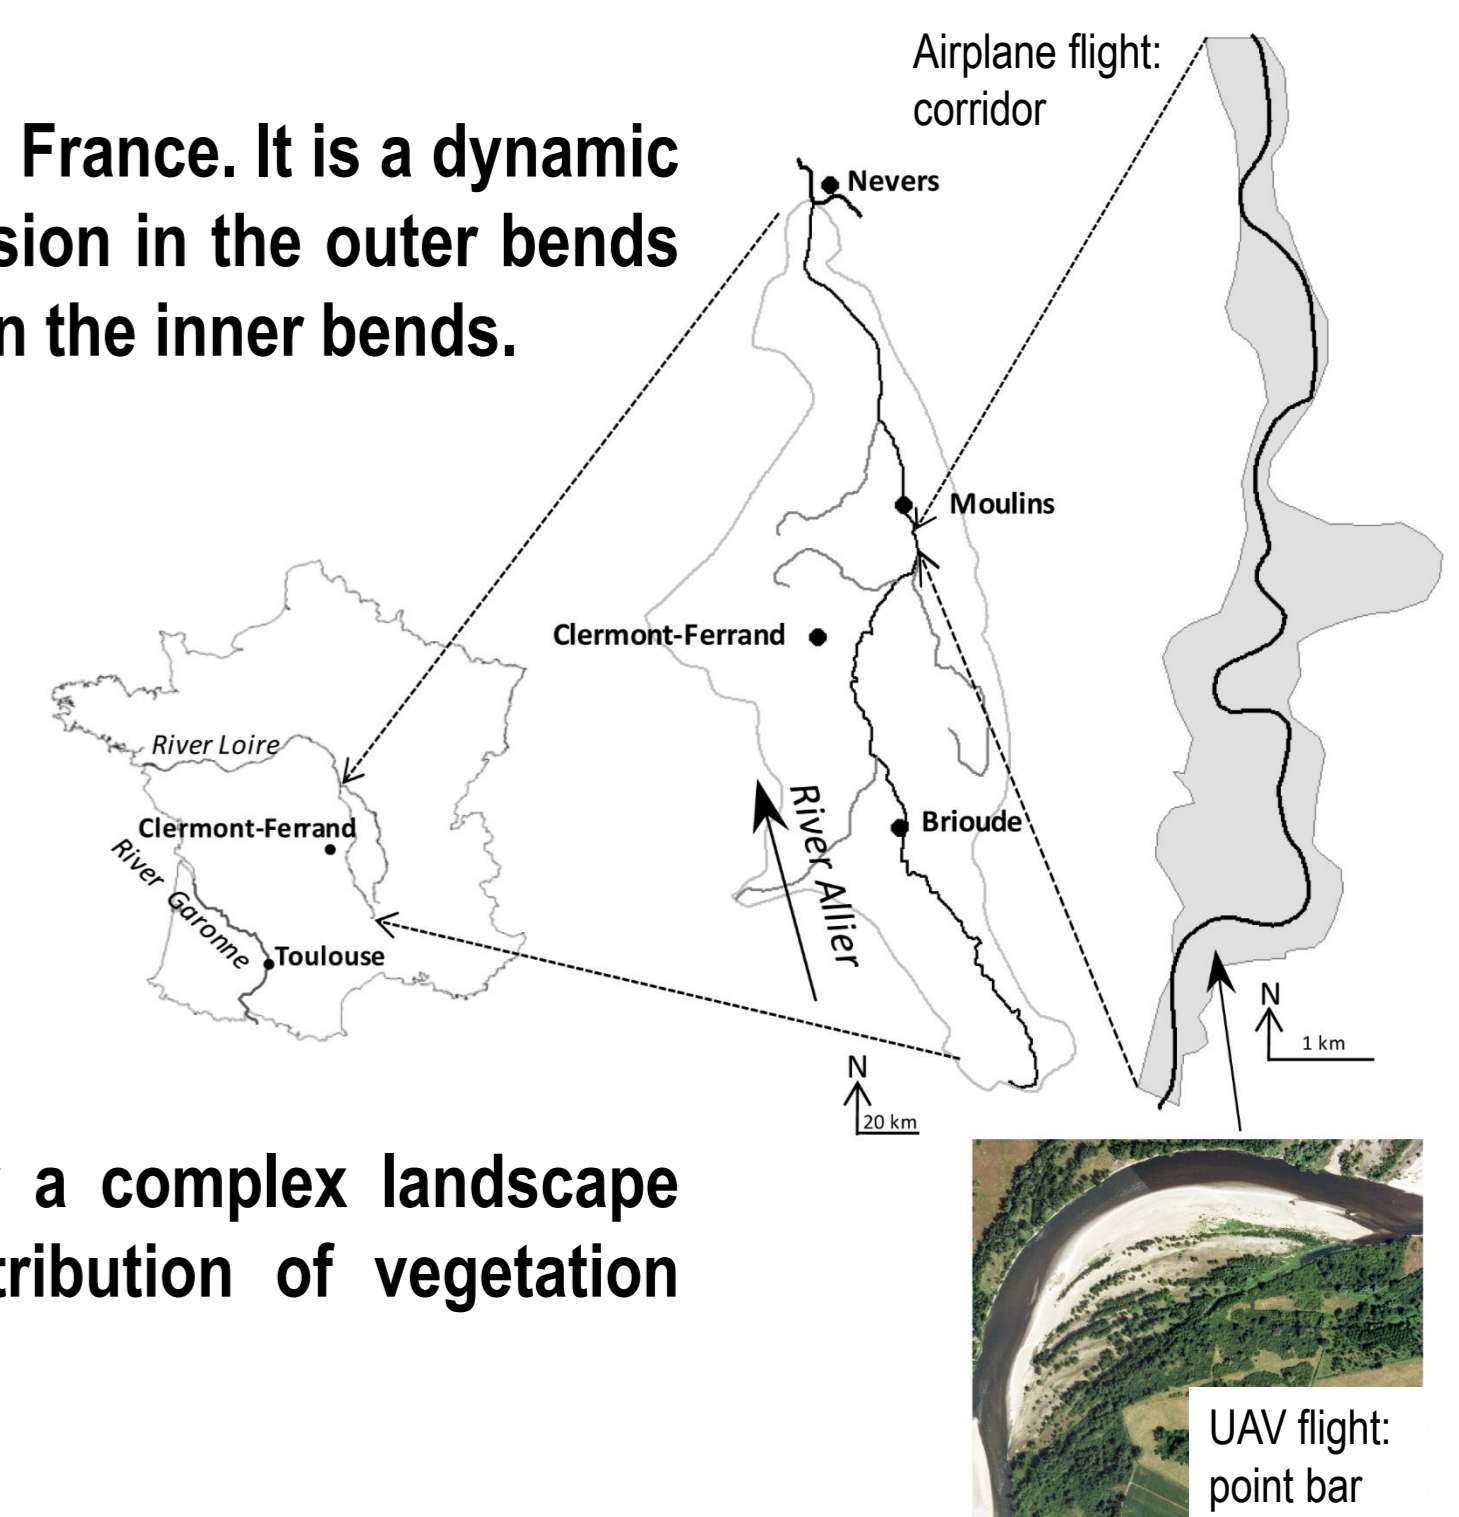 Airplane flight:
corridor
France. It is a dynamic
sion in the outer bends
n the inner bends.
Nevers
Moulins
Clermont-Ferrand
Brioude
River Allier
N
20 km
River Loire
Clermont-Ferrand
River Garonne
Toulouse
N
1 km
a complex landscape
tribution of vegetation
UAV flight:
point bar